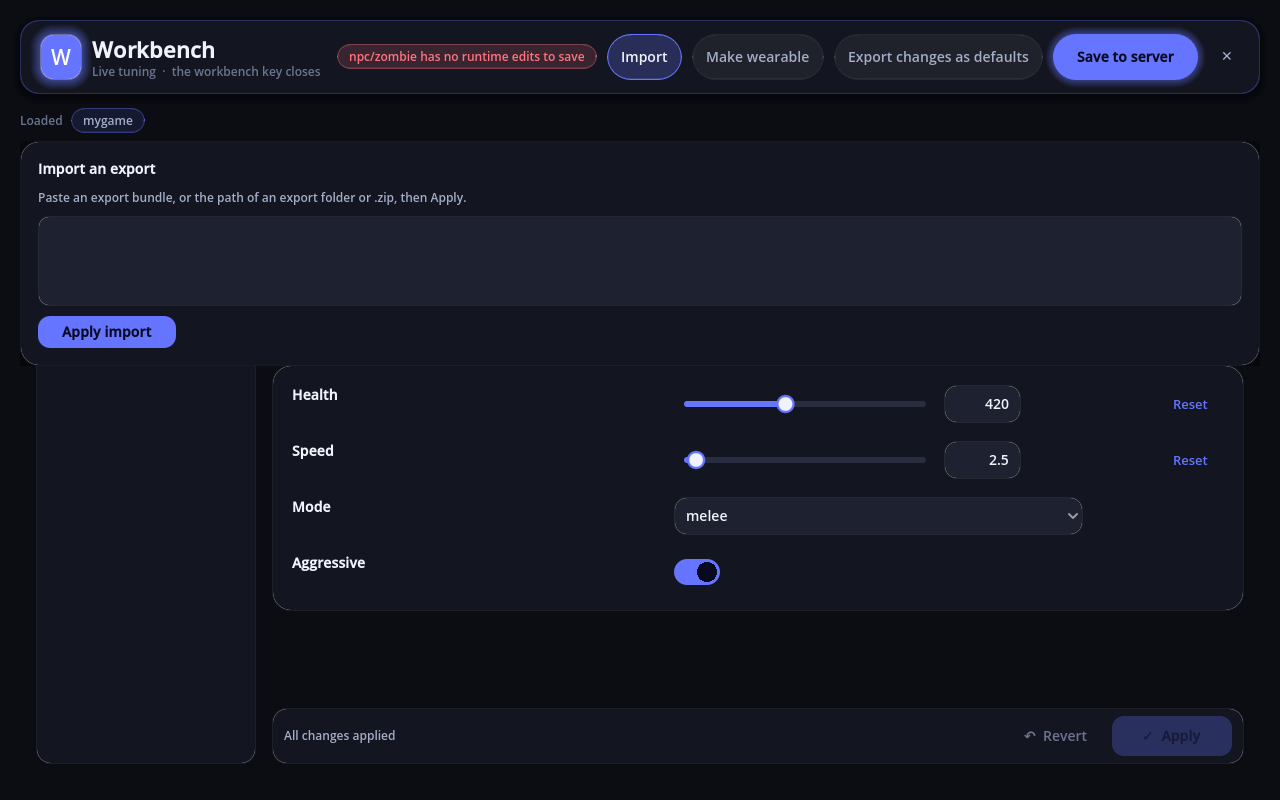 W
Workbench
Live tuning · the workbench key closes
npc/zombie has no runtime edits to save
Import
Make wearable
Export changes as defaults
Save to server
×
Loaded
mygame
Import an export
Paste an export bundle, or the path of an export folder or .zip, then Apply.
Apply import
Health
420
Reset
Speed
2.5
Reset
Mode
melee
Aggressive
All changes applied
↶ Revert
✓ Apply